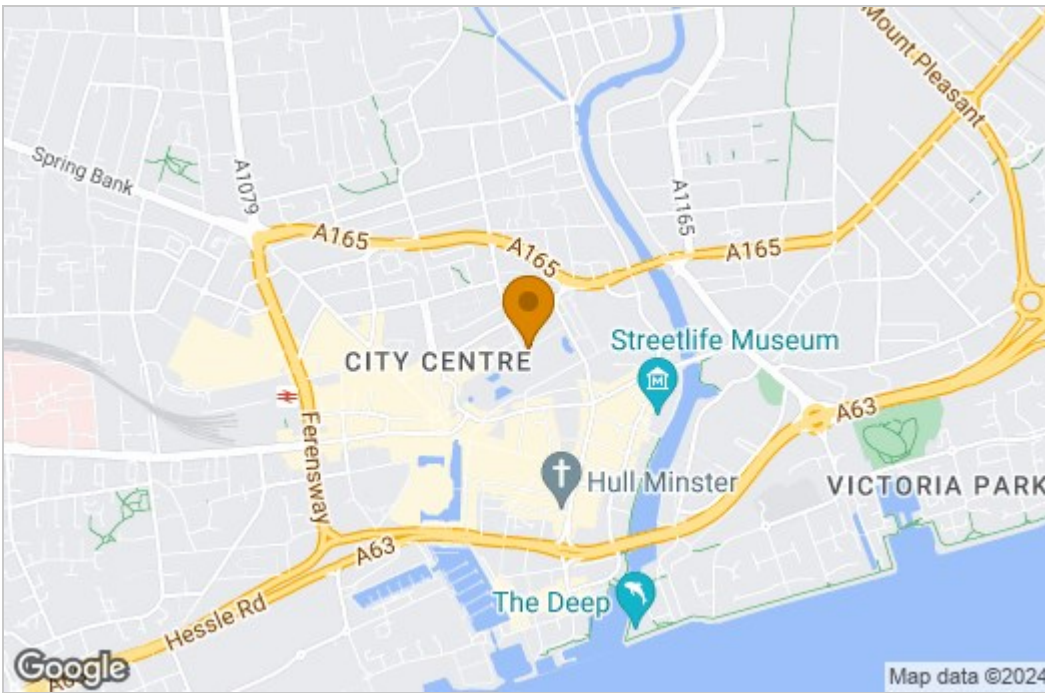 Mount Pleasant
Spring Bank
A1079
A1165
A165
A165
A165
Streetlife Museum
CITY CENTRE
A63
Ferensway
Hull Minster
VICTORIA PARK
A63
Hessle Rd
The Deep
Google
Map data ©2024